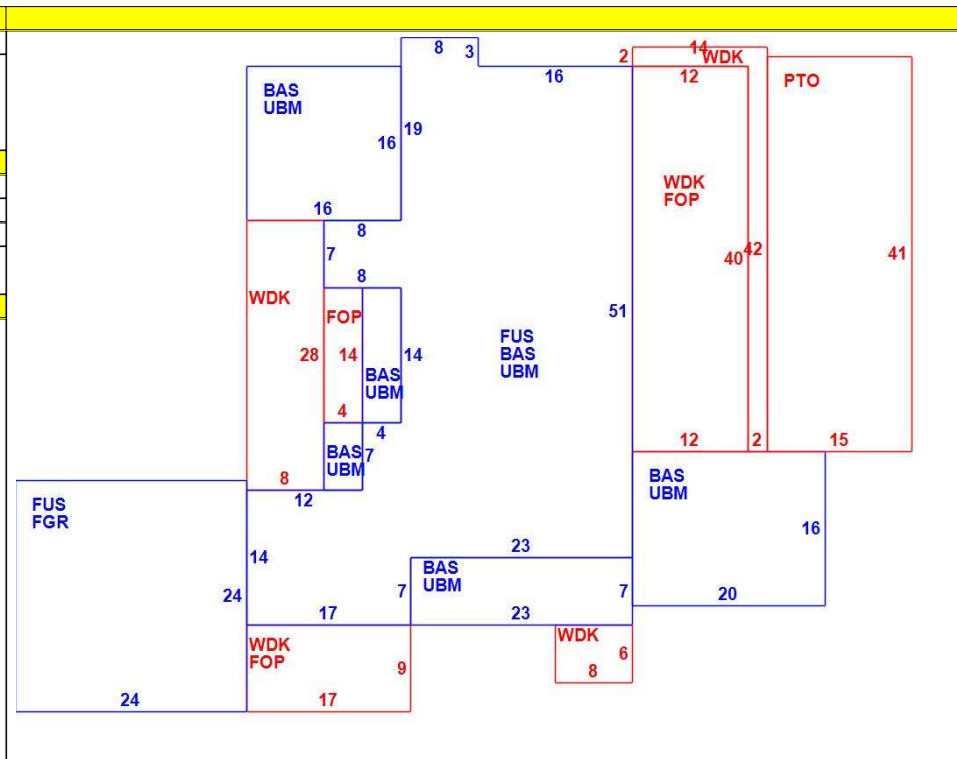 8
3
2
14
WDK
16
12
PTO
BAS
UBM
19
16
WDK
FOP
16
8
7
8
40
42
41
WDK
FOP
51
28
14
14
FUS
BAS
UBM
BAS
UBM
4
4
12
2
15
BAS
UBM
7
8
12
BAS
UBM
FUS
FGR
16
23
14
BAS
UBM
24
7
7
20
17
23
WDK
FOP
WDK
9
6
8
24
17